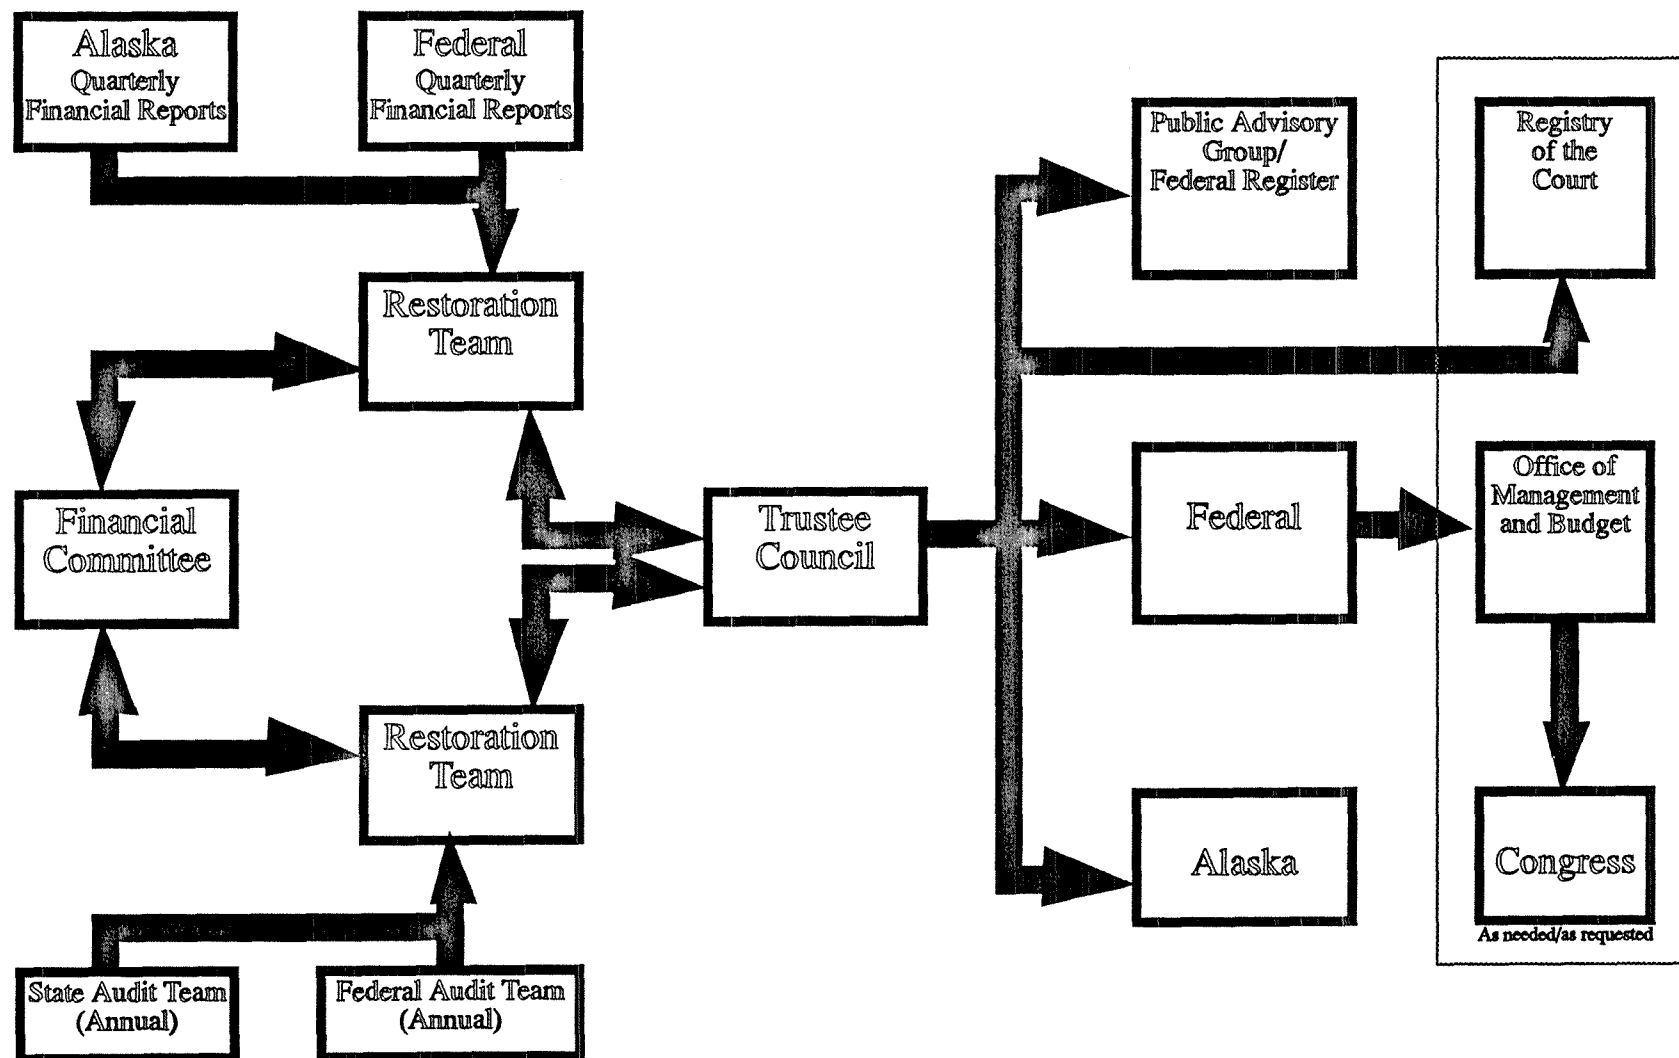 Alaska
Quarterly
Financial Reports
Federal
Quarterly
Financial Reports
Public Advisory
Group/
Federal Register
Registry
of the
Court
Restoration
Team
Financial
Committee
Trustee
Council
Federal
Office of
Management
and Budget
Restoration
Team
Alaska
Congress
As needed/as requested
State Audit Team
(Annual)
Federal Audit Team
(Annual)